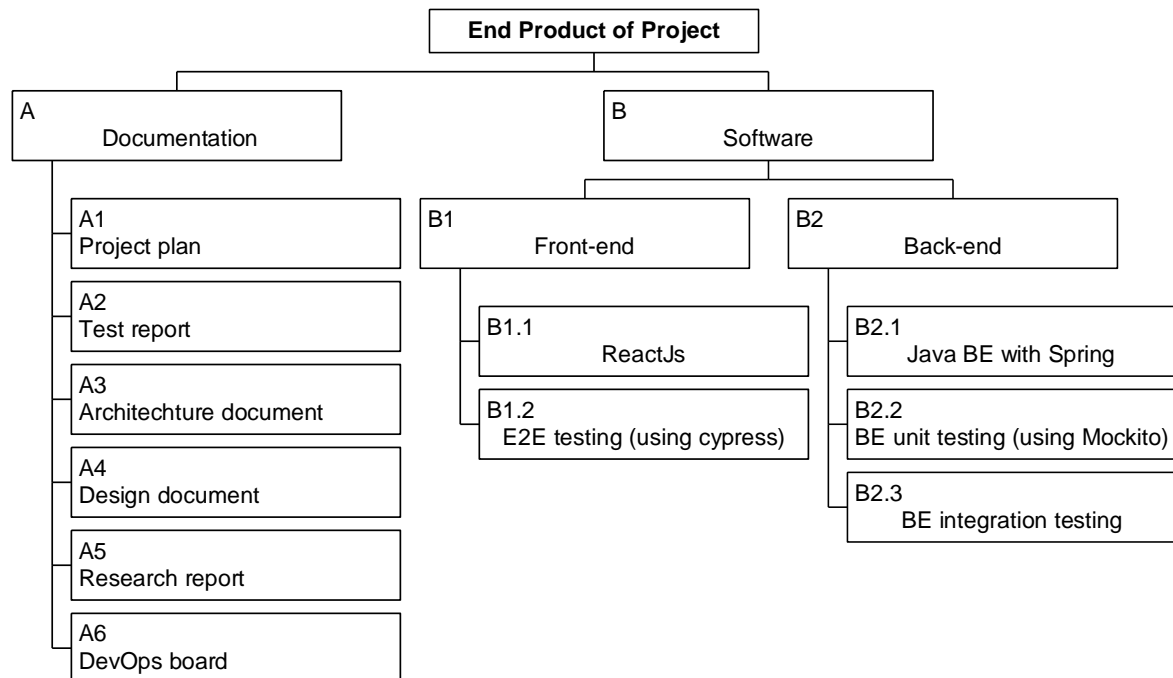 End Product of Project
A
Documentation
B
Software
A1
Project plan
A2
Test report
A3
Architechture document
A4
Design document
A5
Research report
A6
DevOps board
B1
Front-end
B1.1
ReactJs
B1.2
E2E testing (using cypress)
B2
Back-end
B2.1
Java BE with Spring
B2.2
BE unit testing (using Mockito)
B2.3
BE integration testing